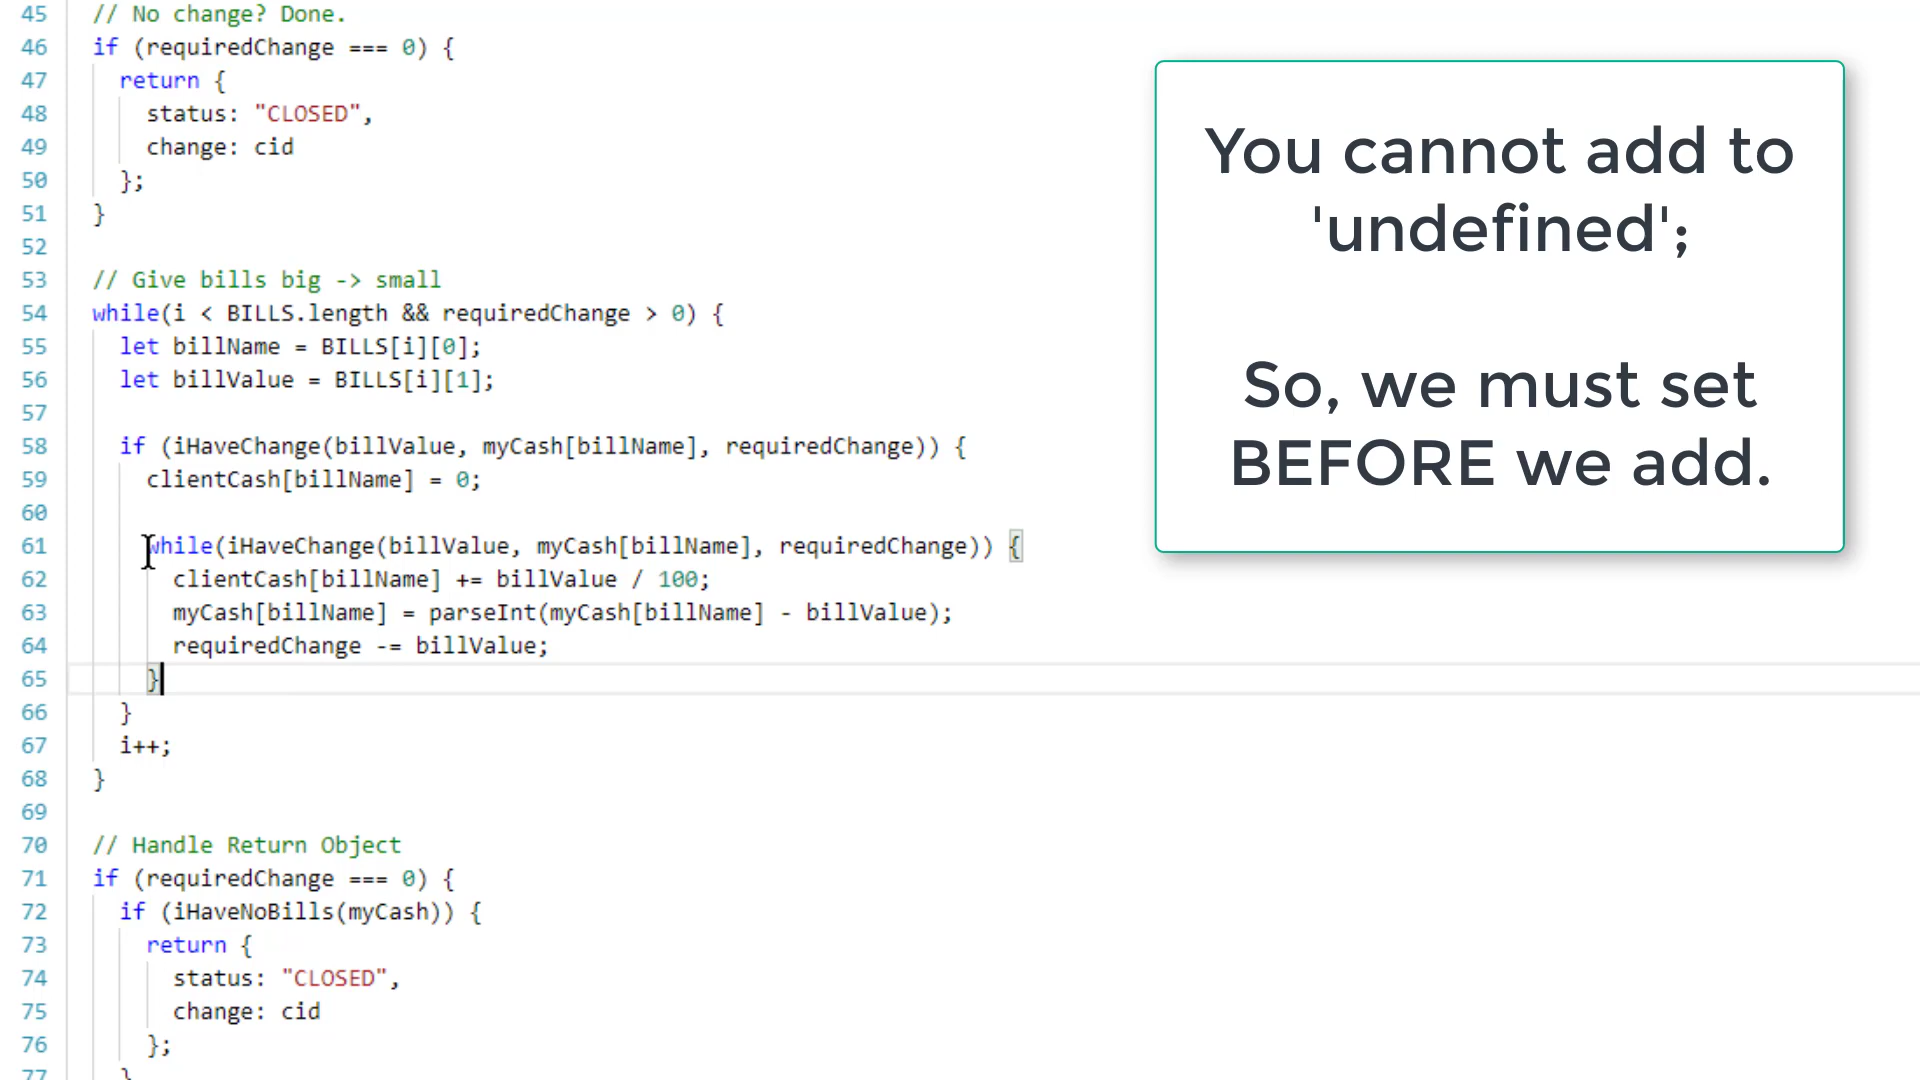 45 // No change? Done.
46 if (requiredChange === 0) {
47 return {
48 status: "CLOSED",
49 change: cid
50 };
51 }
52
53 // Give bills big -> small
54 while(i < BILLS.length && requiredChange > 0) {
55 let billName = BILLS[i][0];
56 let billValue = BILLS[i][1];
57
58 if (iHaveChange(billValue, myCash[billName], requiredChange)) {
59 clientCash[billName] = 0;
60
61 while(iHaveChange(billValue, myCash[billName], requiredChange)) {
62 clientCash[billName] += billValue / 100;
63 myCash[billName] = parseInt(myCash[billName] - billValue);
64 requiredChange -= billValue;
65 }
66 }
67 i++;
68 }
69
70 // Handle Return Object
71 if (requiredChange === 0) {
72 if (iHaveNoBills(myCash)) {
73 return {
74 status: "CLOSED",
75 change: cid
76 };
77 }
You cannot add to
'undefined';
So, we must set
BEFORE we add.